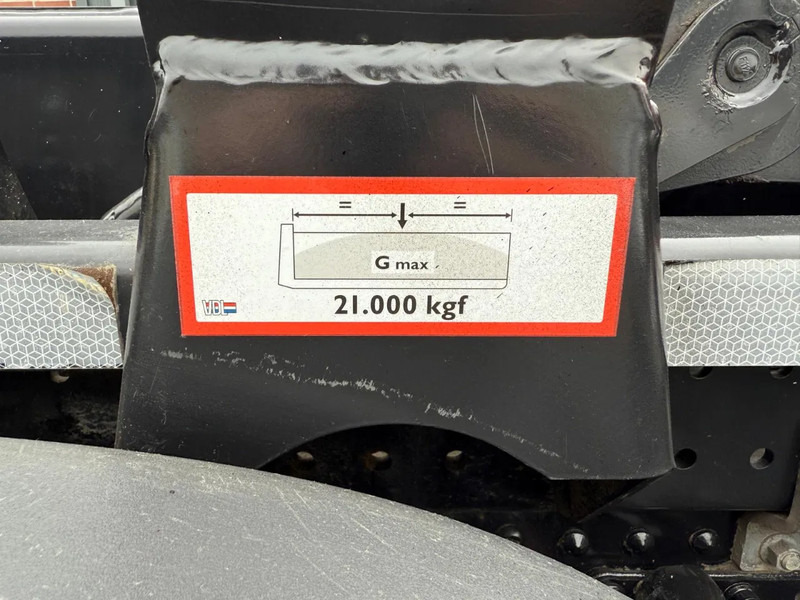 = =
G max
21.000 kgf
VDL